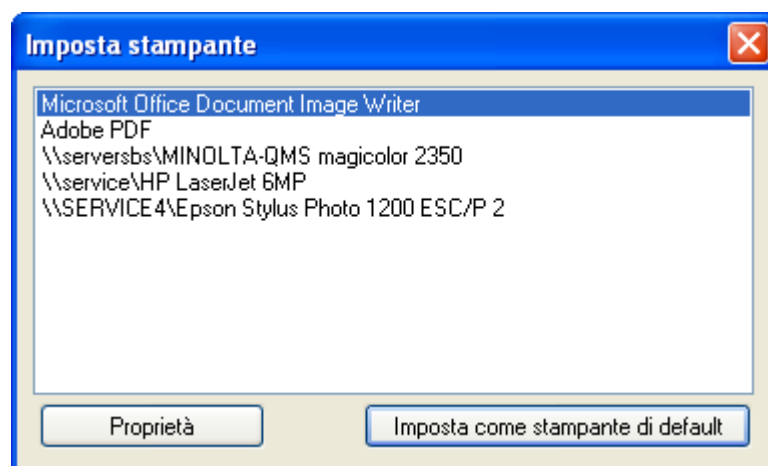 Imposta stampante
Microsoft Office Document Image Writer
Adobe PDF
\\serversbs\MINOLTA-QMS magicolor 2350
\\service\HP LaserJet 6MP
\\SERVICE4\Epson Stylus Photo 1200 ESC/P 2
Proprietà
Imposta come stampante di default